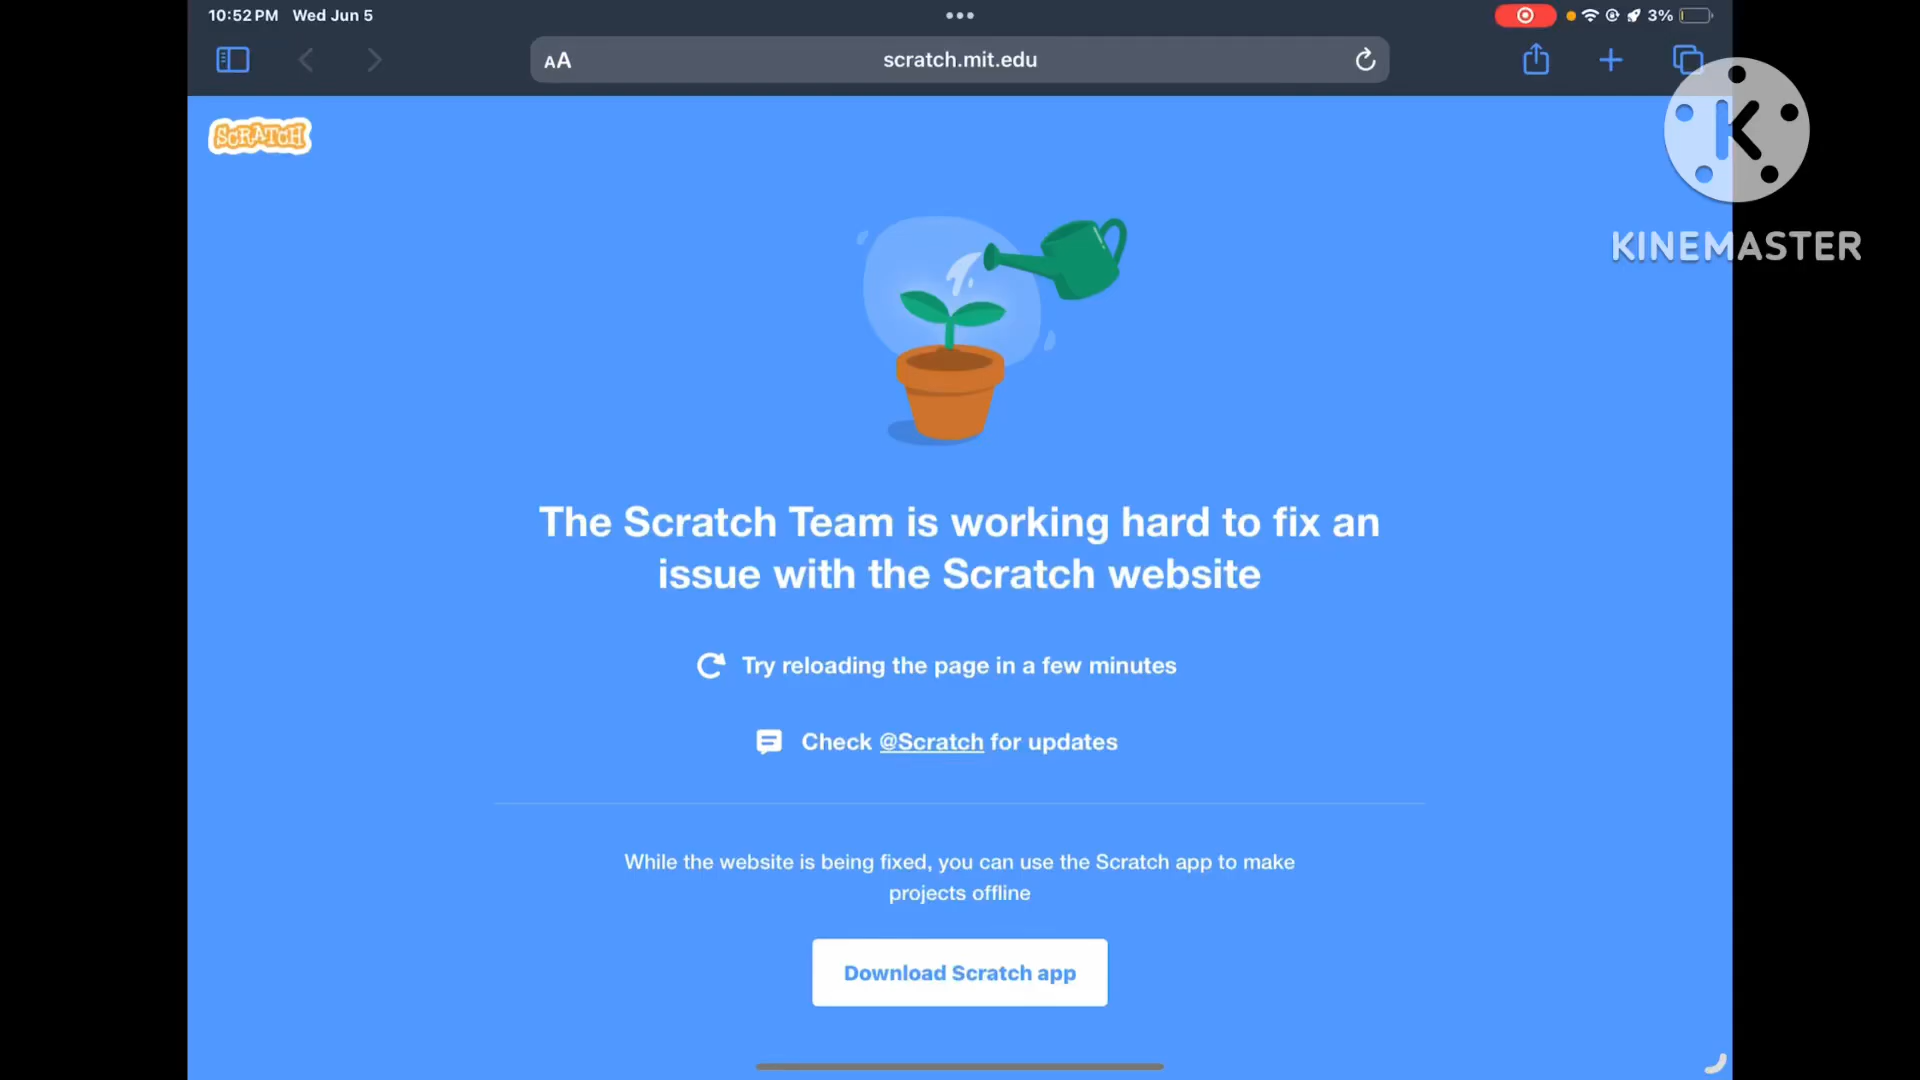 10:52 PM Wed Jun 5
3%
AA
scratch.mit.edu
SCRATCH
K
KINEMASTER
The Scratch Team is working hard to fix an
issue with the Scratch website
Try reloading the page in a few minutes
Check @Scratch for updates
While the website is being fixed, you can use the Scratch app to make
projects offline
Download Scratch app